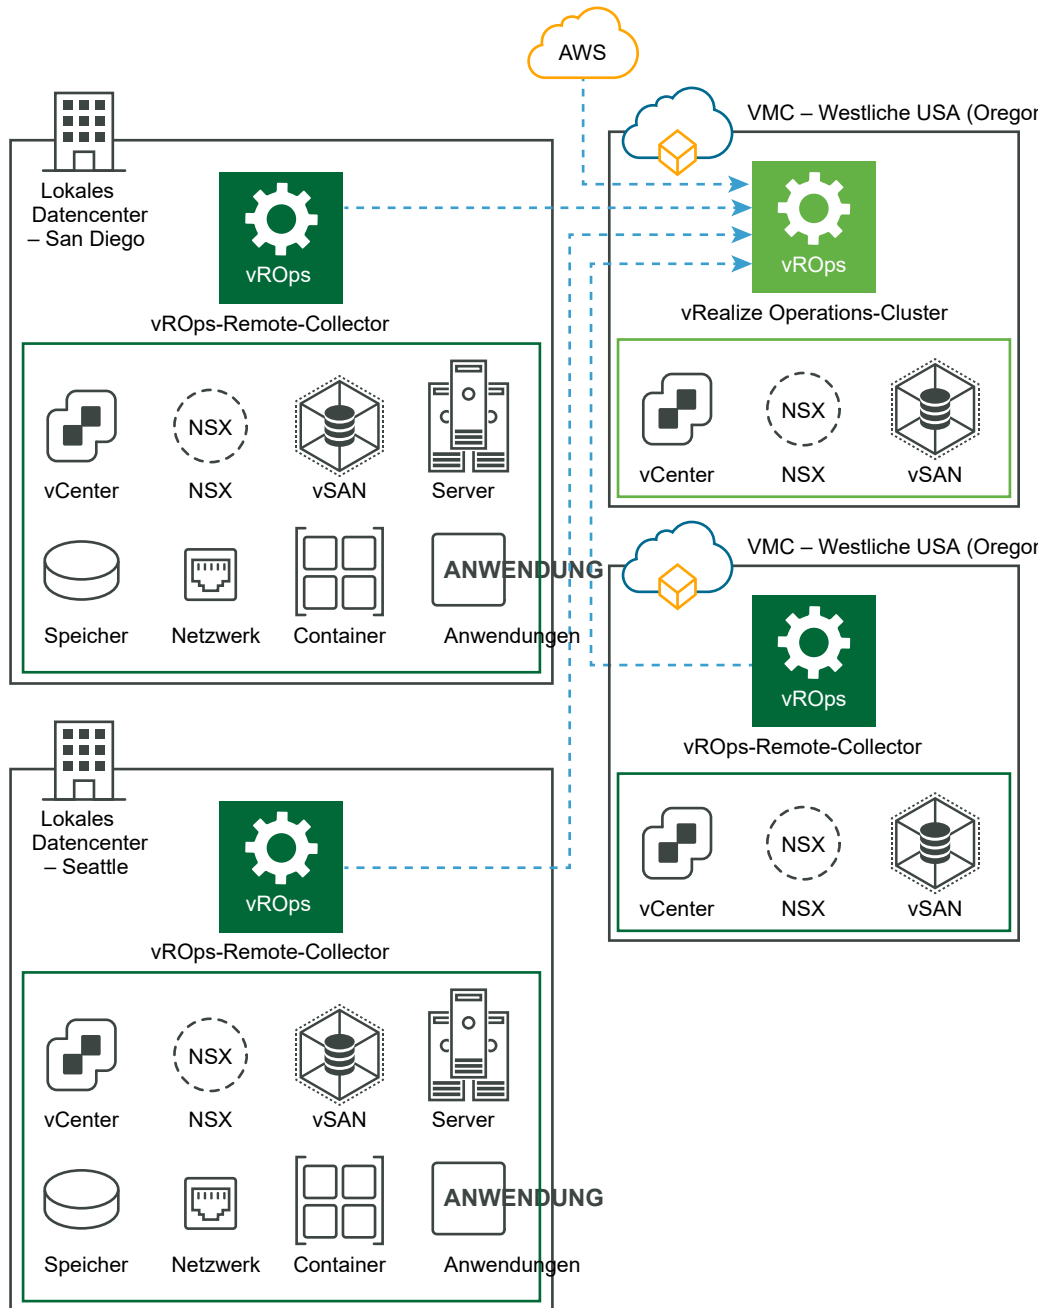 AWS
VMC – Westliche USA (Oregon
Lokales
Datencenter
– San Diego
vROps
vROps-Remote-Collector
vCenter
NSX
NSX
vSAN
Server
Speicher
Netzwerk
Container
ANWENDUNG
Anwendungen
vROps
vRealize Operations-Cluster
vCenter
NSX
NSX
vSAN
VMC – Westliche USA (Oregon
vROps
vROps-Remote-Collector
vCenter
NSX
NSX
vSAN
Lokales
Datencenter
– Seattle
vROps
vROps-Remote-Collector
vCenter
NSX
NSX
vSAN
Server
Speicher
Netzwerk
Container
ANWENDUNG
Anwendungen